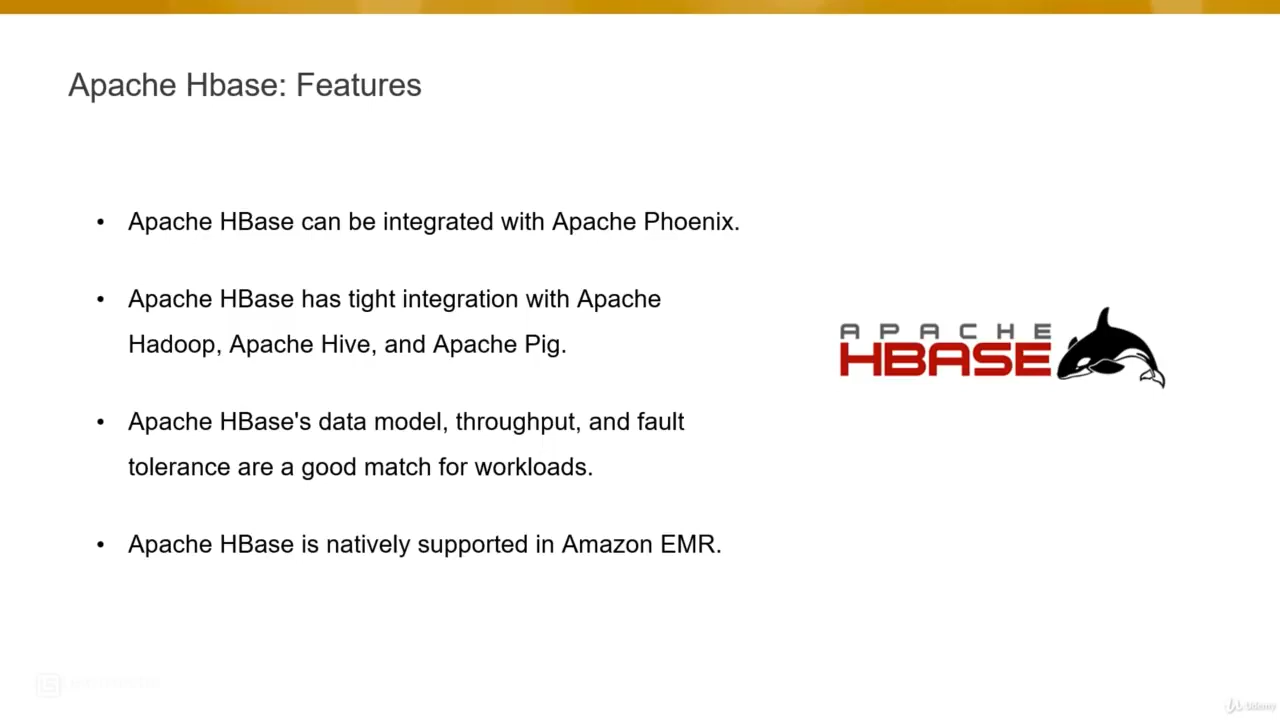 Apache Hbase: Features
• Apache HBase can be integrated with Apache Phoenix.
• Apache HBase has tight integration with Apache
Hadoop, Apache Hive, and Apache Pig.
• Apache HBase's data model, throughput, and fault
tolerance are a good match for workloads.
• Apache HBase is natively supported in Amazon EMR.
APACHE
HBASE
Udemy